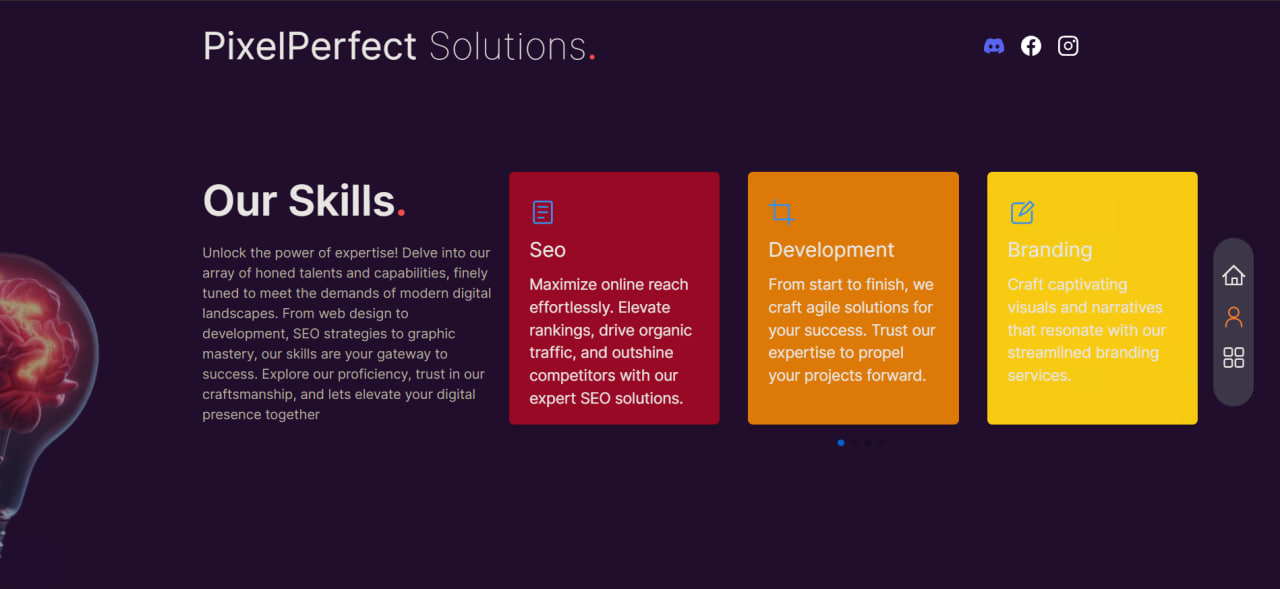 PixelPerfect Solutions.
Our Skills.
Unlock the power of expertise! Delve into our
array of honed talents and capabilities, finely
tuned to meet the demands of modern digital
landscapes. From web design to
development, SEO strategies to graphic
mastery, our skills are your gateway to
success. Explore our proficiency, trust in our
craftsmanship, and lets elevate your digital
presence together
Seo
Maximize online reach
effortlessly. Elevate
rankings, drive organic
traffic, and outshine
competitors with our
expert SEO solutions.
Development
From start to finish, we
craft agile solutions for
your success. Trust our
expertise to propel
your projects forward.
Branding
Craft captivating
visuals and narratives
that resonate with our
streamlined branding
services.